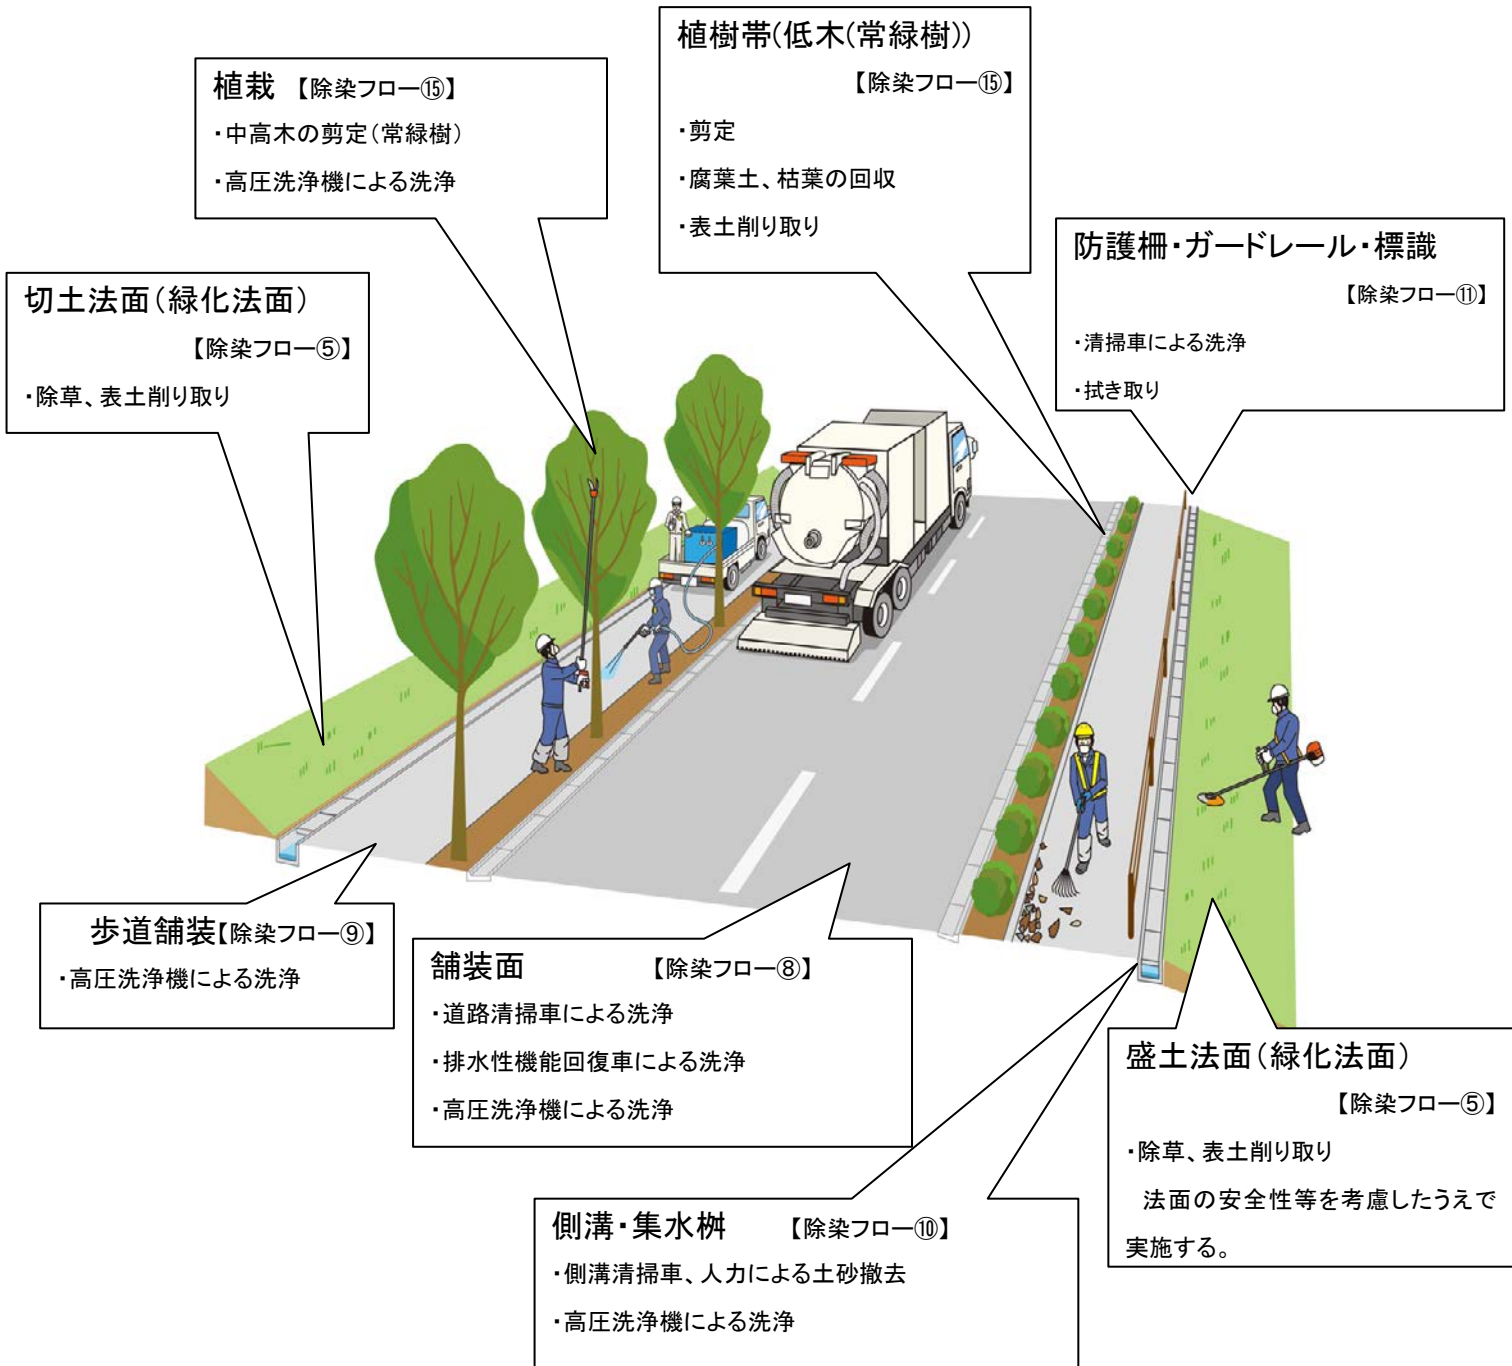 植樹帯(低木(常緑樹))
【除染フロー⑮】
・剪定
・腐葉土、枯葉の回収
・表土削り取り
植栽 【除染フロー⑮】
・中高木の剪定(常緑樹)
・高圧洗浄機による洗浄
防護柵・ガードレール・標識
【除染フロー⑪】
・清掃車による洗浄
・拭き取り
切土法面(緑化法面)
【除染フロー⑤】
・除草、表土削り取り
歩道舗装【除染フロー⑨】
・高圧洗浄機による洗浄
舗装面 【除染フロー⑧】
・道路清掃車による洗浄
・排水性機能回復車による洗浄
・高圧洗浄機による洗浄
盛土法面(緑化法面)
【除染フロー⑤】
・除草、表土削り取り
法面の安全性等を考慮したうえで
実施する。
側溝・集水桝 【除染フロー⑩】
・側溝清掃車、人力による土砂撤去
・高圧洗浄機による洗浄